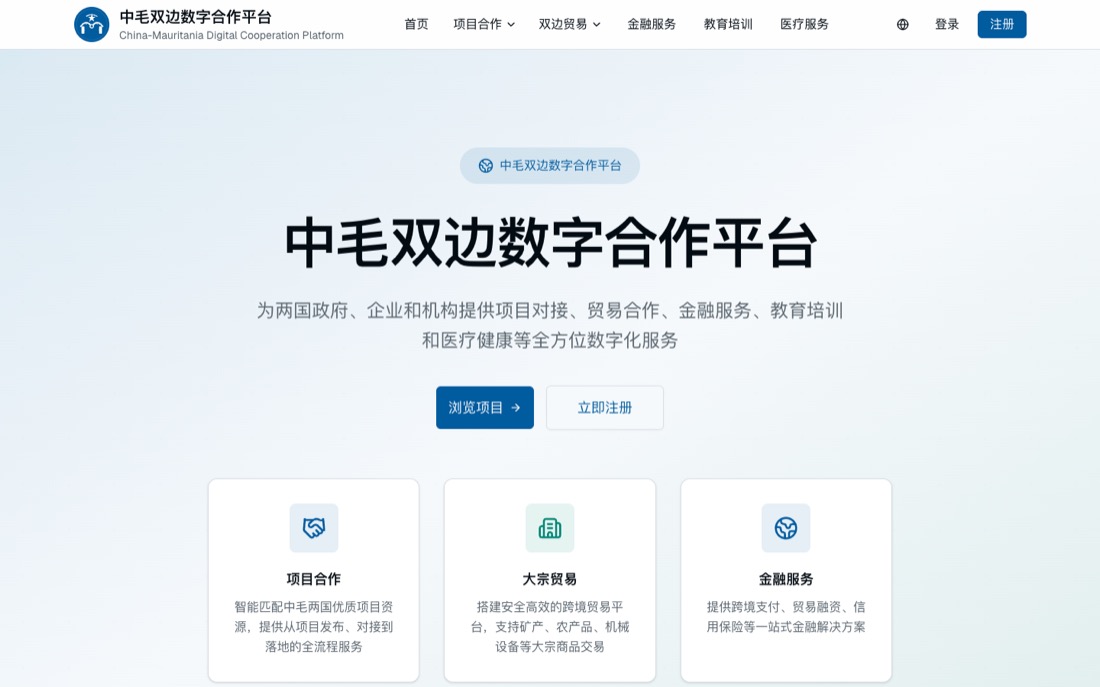 中毛双边数字合作平台
China-Mauritania Digital Cooperation Platform
首页
项目合作
双边贸易
金融服务
教育培训
医疗服务
登录
注册
中毛双边数字合作平台
中毛双边数字合作平台
为两国政府、企业和机构提供项目对接、贸易合作、金融服务、教育培训
和医疗健康等全方位数字化服务
浏览项目 →
立即注册
项目合作
智能匹配中毛两国优质项目资
源，提供从项目发布、对接到
落地的全流程服务
大宗贸易
搭建安全高效的跨境贸易平
台，支持矿产、农产品、机械
设备等大宗商品交易
金融服务
提供跨境支付、贸易融资、信
用保险等一站式金融解决方案